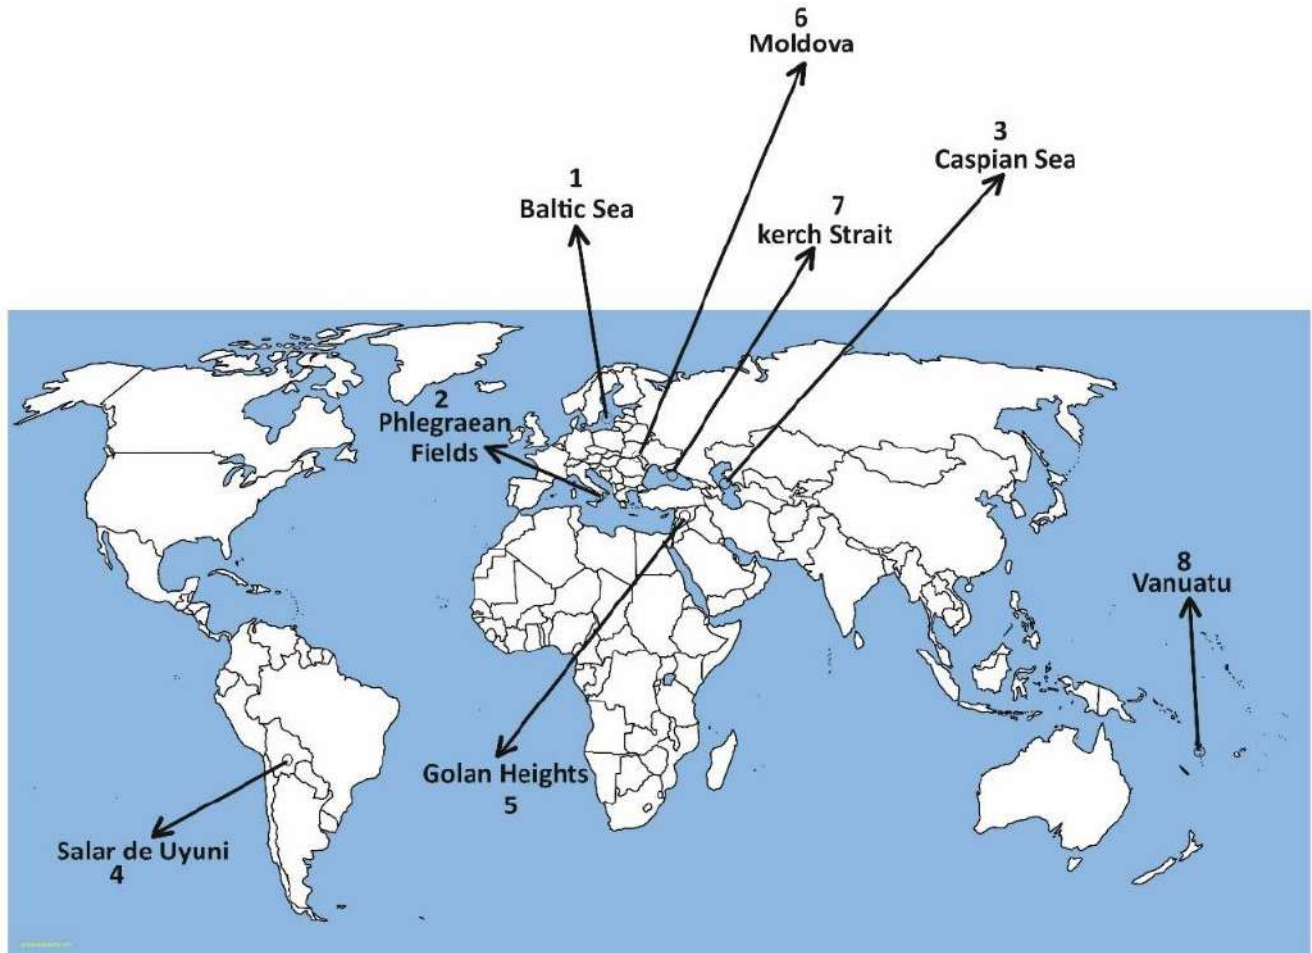 6
Moldova
3
Caspian Sea
1
Baltic Sea
7
kerch Strait
2
Phlegraean
Fields
8
Vanuatu
Golan Heights
5
Salar de Uyuni
4